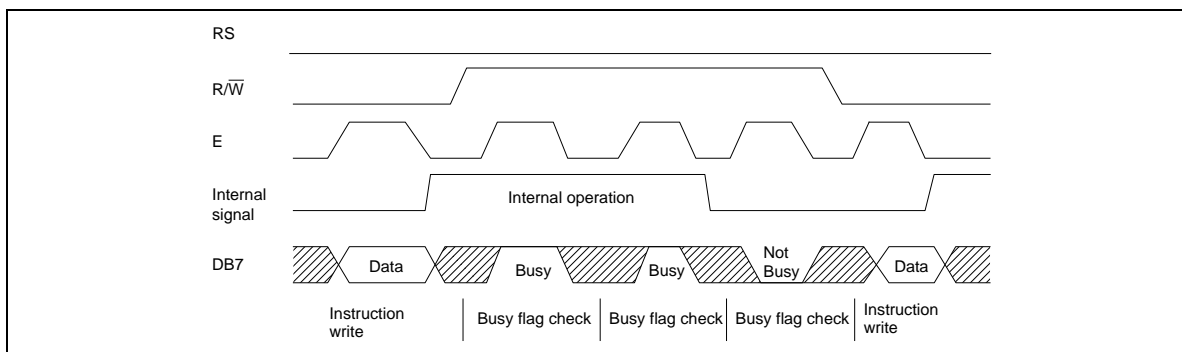 RS
R/W̅
E
Internal
signal
Internal operation
DB7
Data
Busy
Busy
Not
Busy
Data
Instruction
write
Busy flag check
Busy flag check
Busy flag check
Instruction
write